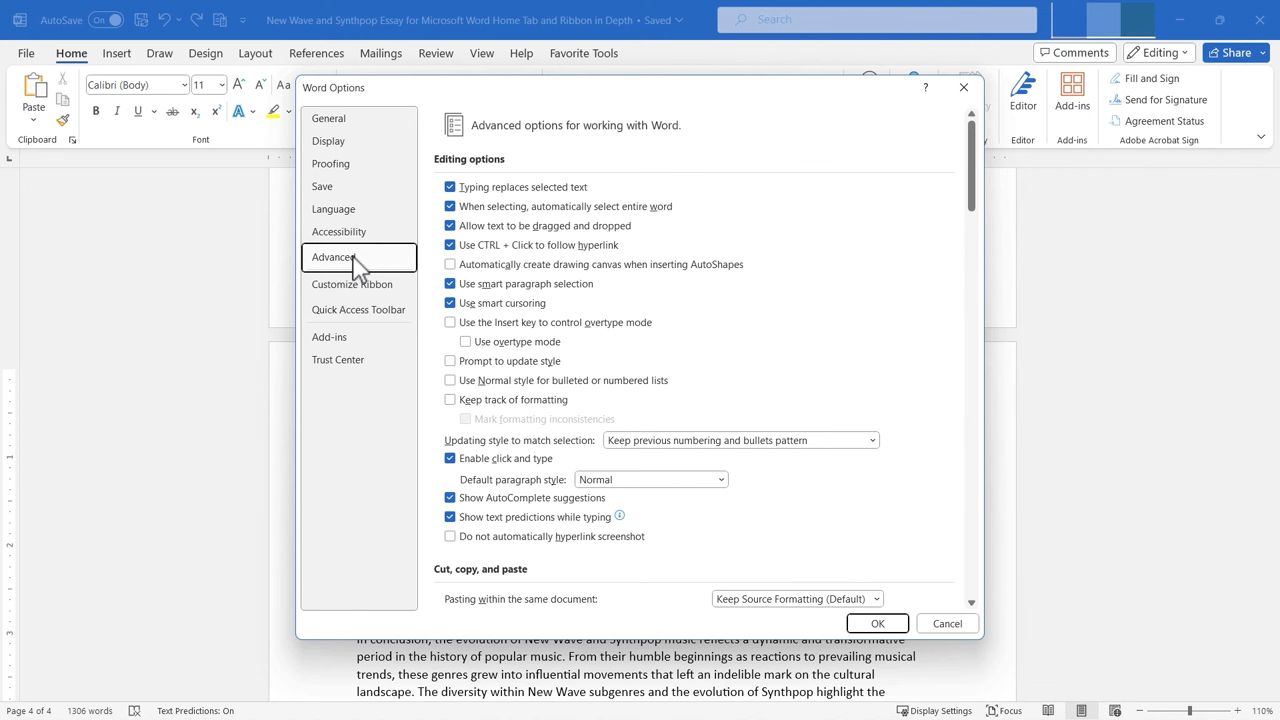 AutoSave On New Wave and Synthpop Essay for Microsoft Word Home Tab and Ribbon in Depth • Saved Search
File Home Insert Draw Design Layout References Mailings Review View Help Favorite Tools Comments Editing Share
Paste Calibri (Body) 11 Aa Editor Add-ins Fill and Sign
B I U ab x₂ x² A Send for Signature
Agreement Status
Clipboard Font Editor Add-ins Adobe Acrobat Sign
Word Options ?
General
Display
Proofing
Save
Language
Accessibility
Advanced
Customize Ribbon
Quick Access Toolbar
Add-ins
Trust Center
Advanced options for working with Word.
Editing options
Typing replaces selected text
When selecting, automatically select entire word
Allow text to be dragged and dropped
Use CTRL + Click to follow hyperlink
Automatically create drawing canvas when inserting AutoShapes
Use smart paragraph selection
Use smart cursoring
Use the Insert key to control overtype mode
Use overtype mode
Prompt to update style
Use Normal style for bulleted or numbered lists
Keep track of formatting
Mark formatting inconsistencies
Updating style to match selection: Keep previous numbering and bullets pattern
Enable click and type
Default paragraph style: Normal
Show AutoComplete suggestions
Show text predictions while typing
Do not automatically hyperlink screenshot
Cut, copy, and paste
Pasting within the same document: Keep Source Formatting (Default)
OK Cancel
1
2
3
In conclusion, the evolution of New Wave and Synthpop music reflects a dynamic and transformative
period in the history of popular music. From their humble beginnings as reactions to prevailing musical
trends, these genres grew into influential movements that left an indelible mark on the cultural
landscape. The diversity within New Wave subgenres and the evolution of Synthpop highlight the
Page 4 of 4 1306 words Text Predictions: On Display Settings Focus 110%